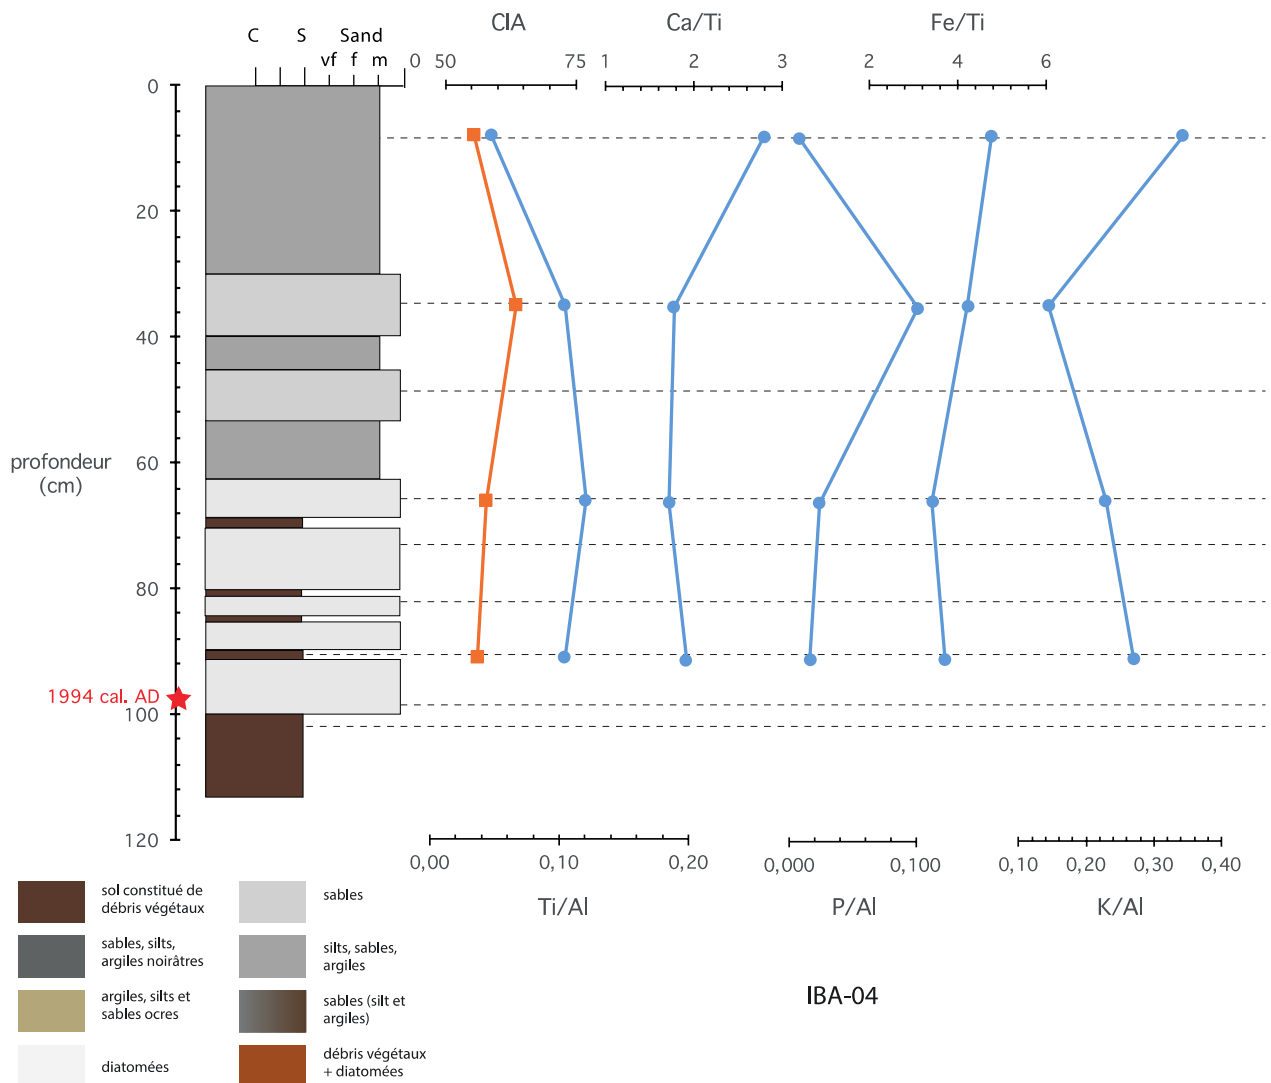 CIA
Ca/Ti
Fe/Ti
C
S
Sand
vf
f
m
0
50
75
1
2
3
2
4
6
0
20
40
60
80
100
120
profondeur
(cm)
1994 cal. AD
0,00
0,10
0,20
0,000
0,100
0,10
0,20
0,30
0,40
Ti/Al
P/Al
K/Al
IBA-04
sol constitué de
débris végétaux
sables, silts,
argiles noirâtres
argiles, silts et
sables ocres
diatomées
sables
silts, sables,
argiles
sables (silt et
argiles)
débris végétaux
+ diatomées